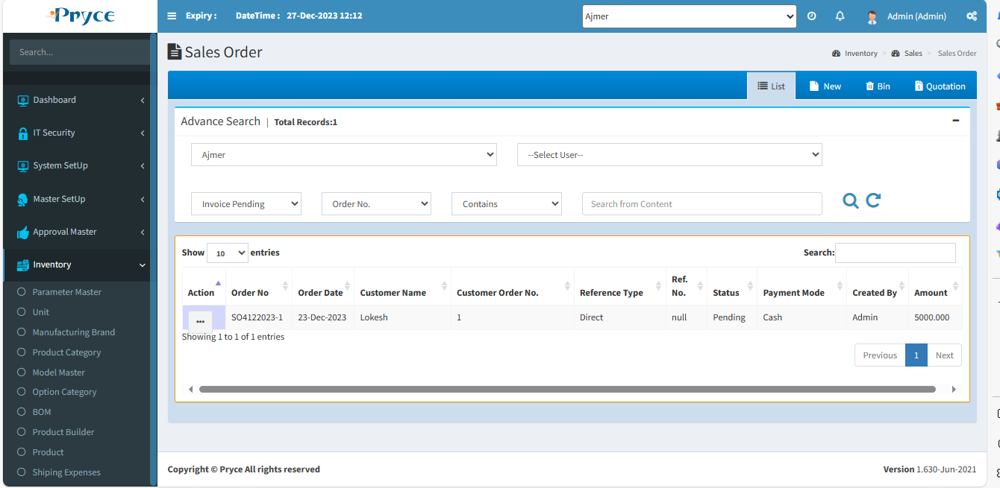 Pryce
Expiry : DateTime : 27-Dec-2023 12:12
Ajmer
Admin (Admin)
Search...
Dashboard
IT Security
System SetUp
Master SetUp
Approval Master
Inventory
Parameter Master
Unit
Manufacturing Brand
Product Category
Model Master
Option Category
BOM
Product Builder
Product
Shiping Expenses
Sales Order
Inventory > Sales > Sales Order
List New Bin Quotation
Advance Search | Total Records:1
Ajmer --Select User--
Invoice Pending Order No. Contains Search from Content
Show 10 entries Search:
Action Order No Order Date Customer Name Customer Order No. Reference Type Ref. No. Status Payment Mode Created By Amount
... SO4122023-1 23-Dec-2023 Lokesh 1 Direct null Pending Cash Admin 5000.000
Showing 1 to 1 of 1 entries
Previous 1 Next
Copyright © Pryce All rights reserved
Version 1.630-Jun-2021